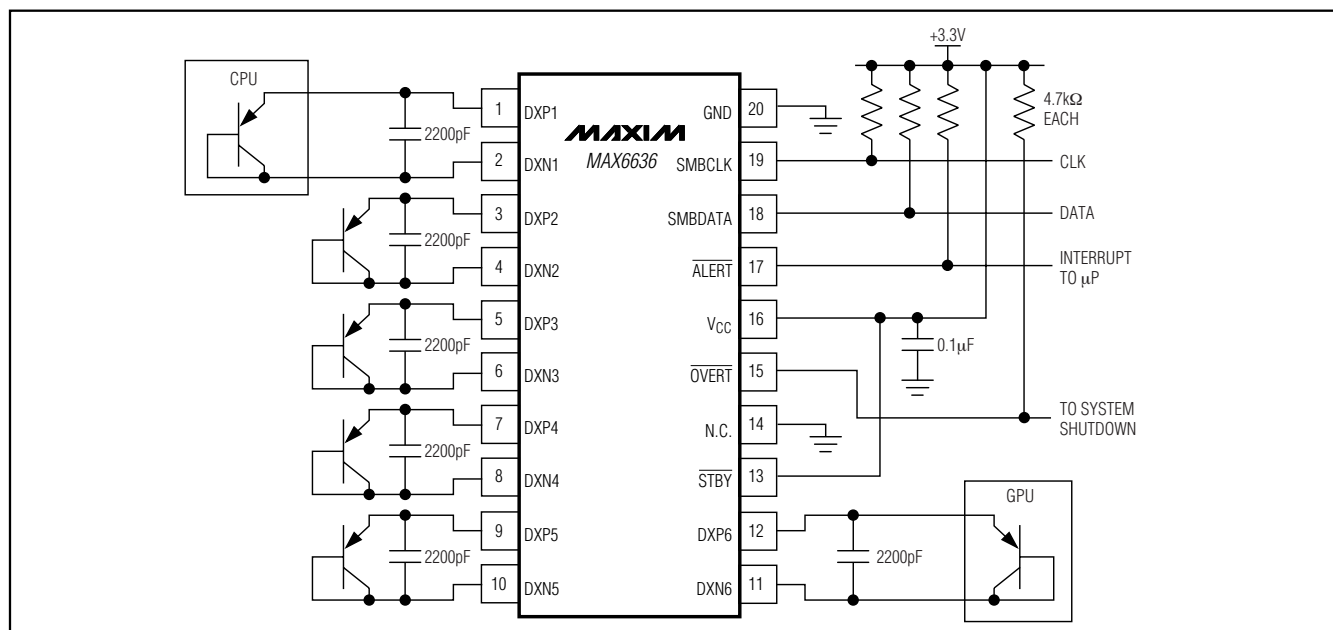 CPU
2200pF
2200pF
2200pF
2200pF
2200pF
1
DXP1
2
DXN1
3
DXP2
4
DXN2
5
DXP3
6
DXN3
7
DXP4
8
DXN4
9
DXP5
10
DXN5
MAXIM
MAX6636
GND
20
SMBCLK
19
SMBDATA
18
ALERT
17
VCC
16
OVERT
15
N.C.
14
STBY
13
DXP6
12
DXN6
11
+3.3V
4.7kΩ
EACH
CLK
DATA
INTERRUPT
TO µP
0.1µF
TO SYSTEM
SHUTDOWN
GPU
2200pF